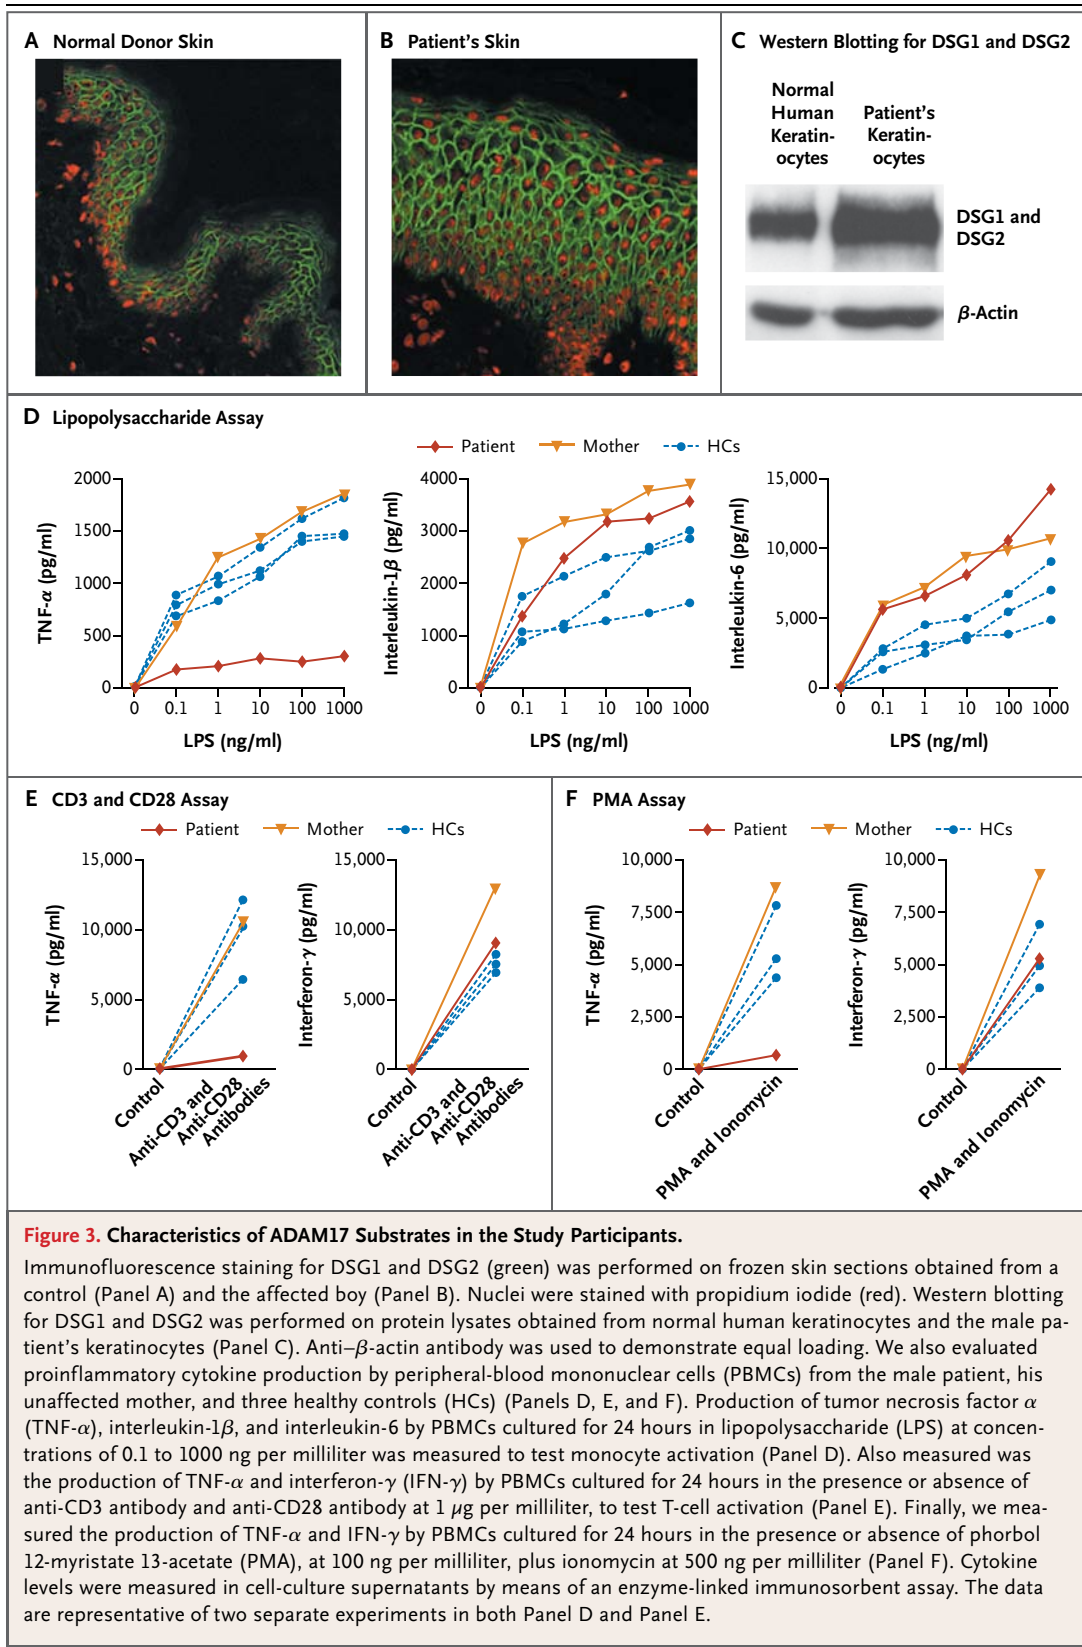 A Normal Donor Skin
B Patient's Skin
C Western Blotting for DSG1 and DSG2
Normal
Human
Keratin-
ocytes
Patient's
Keratin-
ocytes
DSG1 and
DSG2
β-Actin
D Lipopolysaccharide Assay
Patient Mother HCs
TNF-α (pg/ml)
2000
1500
1000
500
0
0 0.1 1 10 100 1000
LPS (ng/ml)
Interleukin-1β (pg/ml)
4000
3000
2000
1000
0
0 0.1 1 10 100 1000
LPS (ng/ml)
Interleukin-6 (pg/ml)
15,000
10,000
5,000
0
0 0.1 1 10 100 1000
LPS (ng/ml)
E CD3 and CD28 Assay
Patient Mother HCs
TNF-α (pg/ml)
15,000
10,000
5,000
0
Control
Anti-CD3 and
Anti-CD28
Antibodies
Interferon-γ (pg/ml)
15,000
10,000
5,000
0
Control
Anti-CD3 and
Anti-CD28
Antibodies
F PMA Assay
Patient Mother HCs
TNF-α (pg/ml)
10,000
7,500
5,000
2,500
0
Control
PMA and Ionomycin
Interferon-γ (pg/ml)
10,000
7,500
5,000
2,500
0
Control
PMA and Ionomycin
Figure 3. Characteristics of ADAM17 Substrates in the Study Participants.
Immunofluorescence staining for DSG1 and DSG2 (green) was performed on frozen skin sections obtained from a
control (Panel A) and the affected boy (Panel B). Nuclei were stained with propidium iodide (red). Western blotting
for DSG1 and DSG2 was performed on protein lysates obtained from normal human keratinocytes and the male pa-
tient's keratinocytes (Panel C). Anti–β-actin antibody was used to demonstrate equal loading. We also evaluated
proinflammatory cytokine production by peripheral-blood mononuclear cells (PBMCs) from the male patient, his
unaffected mother, and three healthy controls (HCs) (Panels D, E, and F). Production of tumor necrosis factor α
(TNF-α), interleukin-1β, and interleukin-6 by PBMCs cultured for 24 hours in lipopolysaccharide (LPS) at concen-
trations of 0.1 to 1000 ng per milliliter was measured to test monocyte activation (Panel D). Also measured was
the production of TNF-α and interferon-γ (IFN-γ) by PBMCs cultured for 24 hours in the presence or absence of
anti-CD3 antibody and anti-CD28 antibody at 1 μg per milliliter, to test T-cell activation (Panel E). Finally, we mea-
sured the production of TNF-α and IFN-γ by PBMCs cultured for 24 hours in the presence or absence of phorbol
12-myristate 13-acetate (PMA), at 100 ng per milliliter, plus ionomycin at 500 ng per milliliter (Panel F). Cytokine
levels were measured in cell-culture supernatants by means of an enzyme-linked immunosorbent assay. The data
are representative of two separate experiments in both Panel D and Panel E.